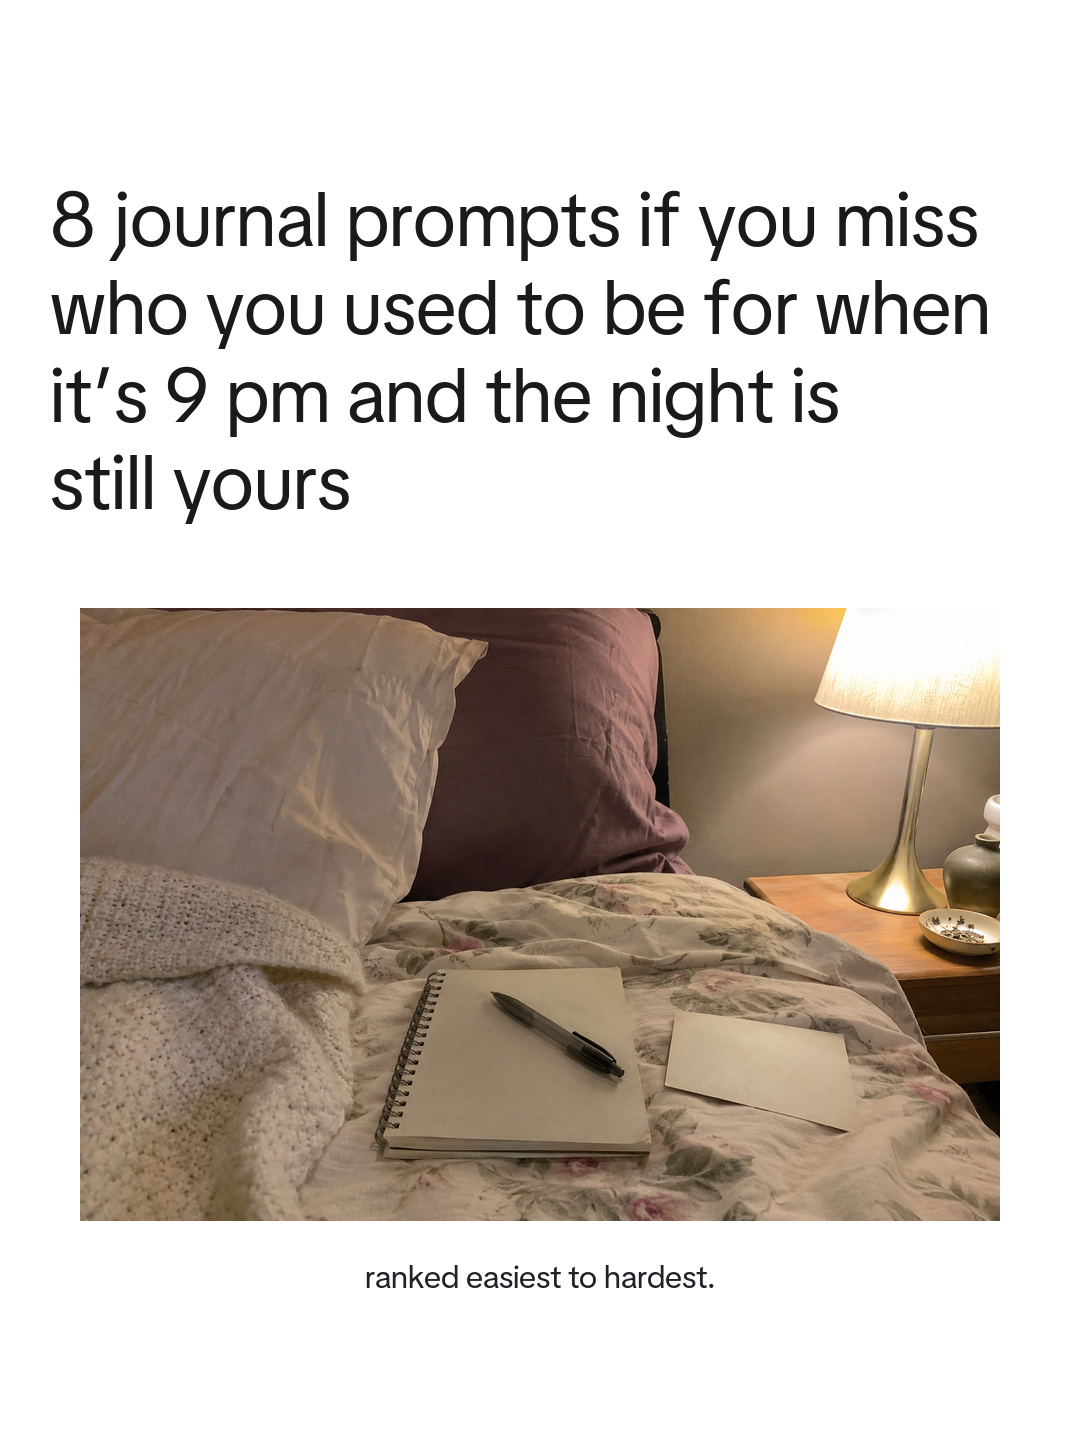 8 journal prompts if you miss
who you used to be for when
it’s 9 pm and the night is
still yours
ranked easiest to hardest.